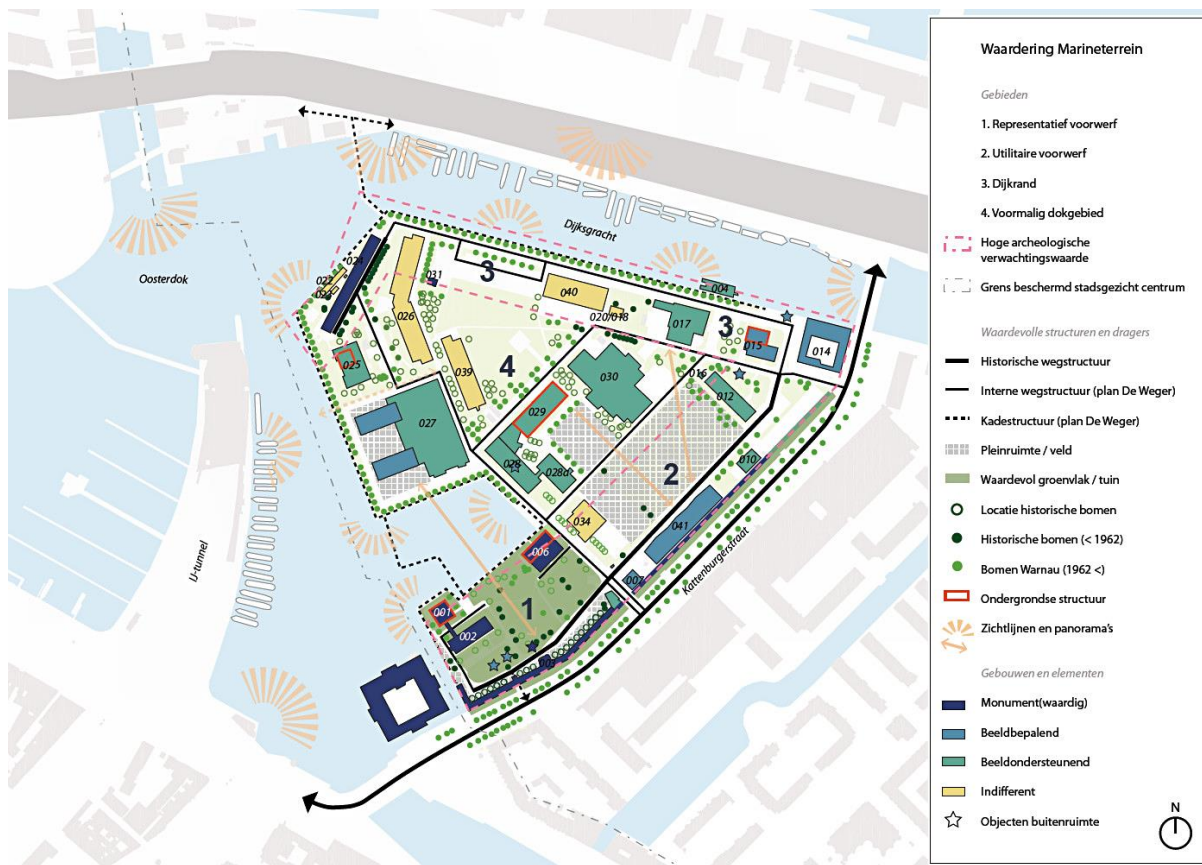 Waardering Marineterrein
Gebieden
1. Representatief voorwerf
2. Utilitaire voorwerf
3. Dijkrand
4. Voormalig dokgebied
Hoge archeologische
verwachtingswaarde
Grens beschermd stadsgezicht centrum
Waardevolle structuren en dragers
Historische wegstructuur
Interne wegstructuur (plan De Weger)
Kadestructuur (plan De Weger)
Pleinruimte / veld
Waardevol groenvlak / tuin
Locatie historische bomen
Historische bomen (< 1962)
Bomen Warnau (1962 <)
Ondergrondse structuur
Zichtlijnen en panorama's
Gebouwen en elementen
Monument(waardig)
Beeldbepalend
Beeldondersteunend
Indifferent
Objecten buitenruimte
N
Dijksgracht
Oosterdok
IJ-tunnel
Kattenburgerstraat
024
022
031
3
026
040
004
020/018
017
3
015
014
025
039
4
030
016
012
029
027
028
028a
2
010
034
041
006
007
001
1
002